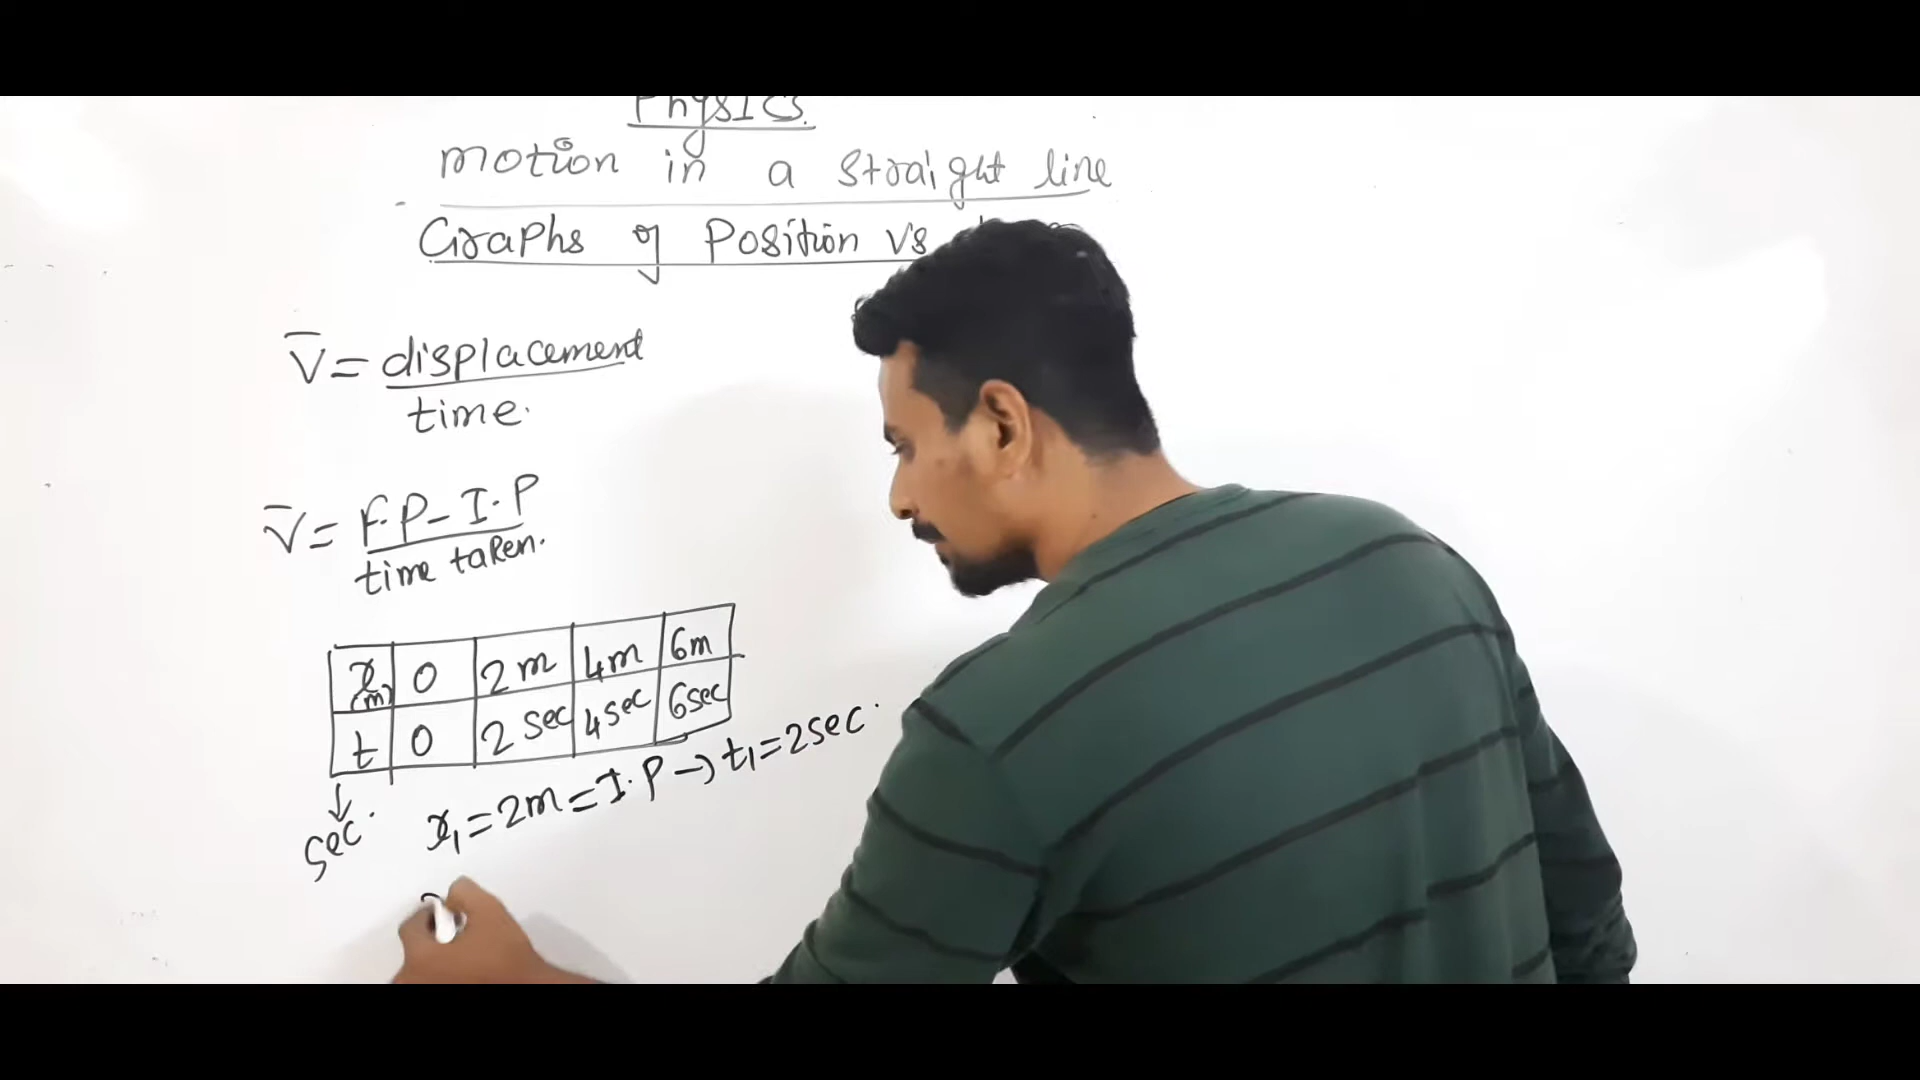 Physics
motion in a straight line
Graphs of Position vs
V̅ = displacement
time.
V̅ = F.P - I.P
time taken.
x (m) 0 2m 4m 6m
t 0 2 sec 4sec 6sec
↓
sec.
x₁ = 2m = I.P → t₁ = 2sec.